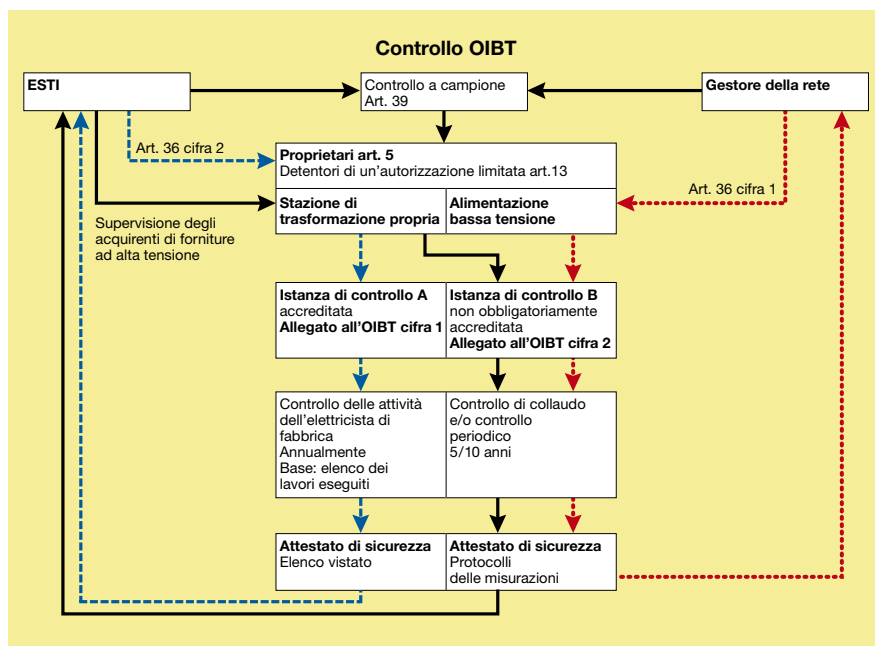 Controllo OIBT
ESTI
Controllo a campione
Art. 39
Gestore della rete
Art. 36 cifra 2
Proprietari art. 5
Detentori di un'autorizzazione limitata art.13
Art. 36 cifra 1
Stazione di
trasformazione propria
Alimentazione
bassa tensione
Supervisione degli
acquirenti di forniture
ad alta tensione
Istanza di controllo A
accreditata
Allegato all'OIBT cifra 1
Istanza di controllo B
non obbligatoriamente
accreditata
Allegato all'OIBT cifra 2
Controllo delle attività
dell'elettricista di
fabbrica
Annualmente
Base: elenco dei
lavori eseguiti
Controllo di collaudo
e/o controllo
periodico
5/10 anni
Attestato di sicurezza
Elenco vistato
Attestato di sicurezza
Protocolli
delle misurazioni